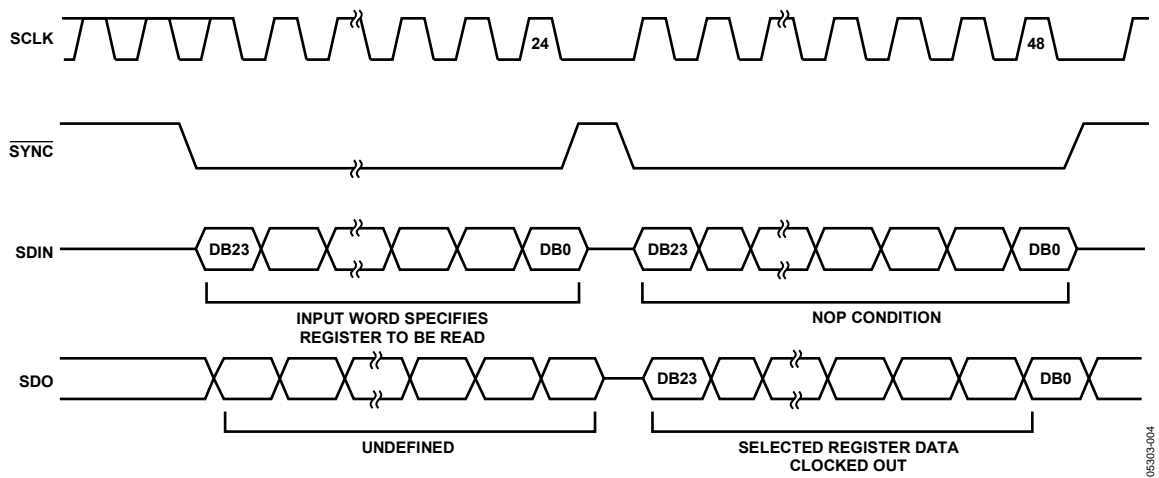 SCLK
24
48
SYNC
SDIN
DB23
DB0
DB23
DB0
INPUT WORD SPECIFIES
REGISTER TO BE READ
NOP CONDITION
SDO
DB23
DB0
UNDEFINED
SELECTED REGISTER DATA
CLOCKED OUT
05303-004